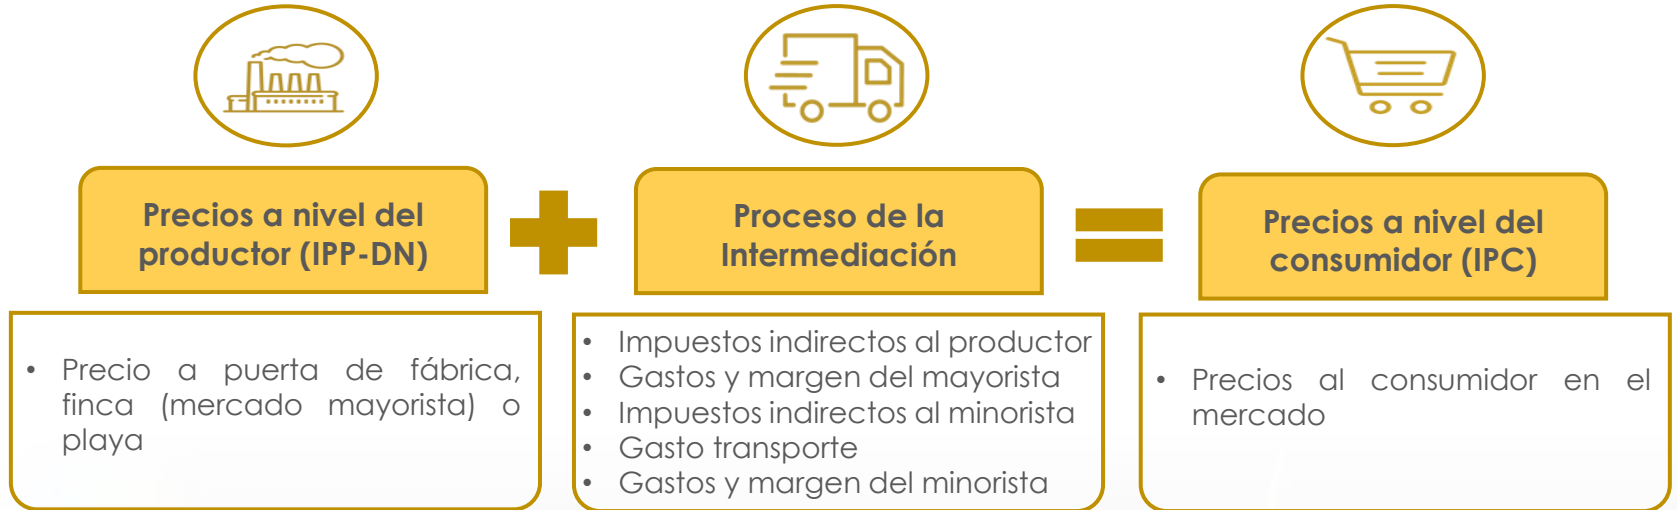 Precios a nivel del
productor (IPP-DN)
• Precio a puerta de fábrica,
finca (mercado mayorista) o
playa
Proceso de la
Intermediación
• Impuestos indirectos al productor
• Gastos y margen del mayorista
• Impuestos indirectos al minorista
• Gasto transporte
• Gastos y margen del minorista
Precios a nivel del
consumidor (IPC)
• Precios al consumidor en el
mercado